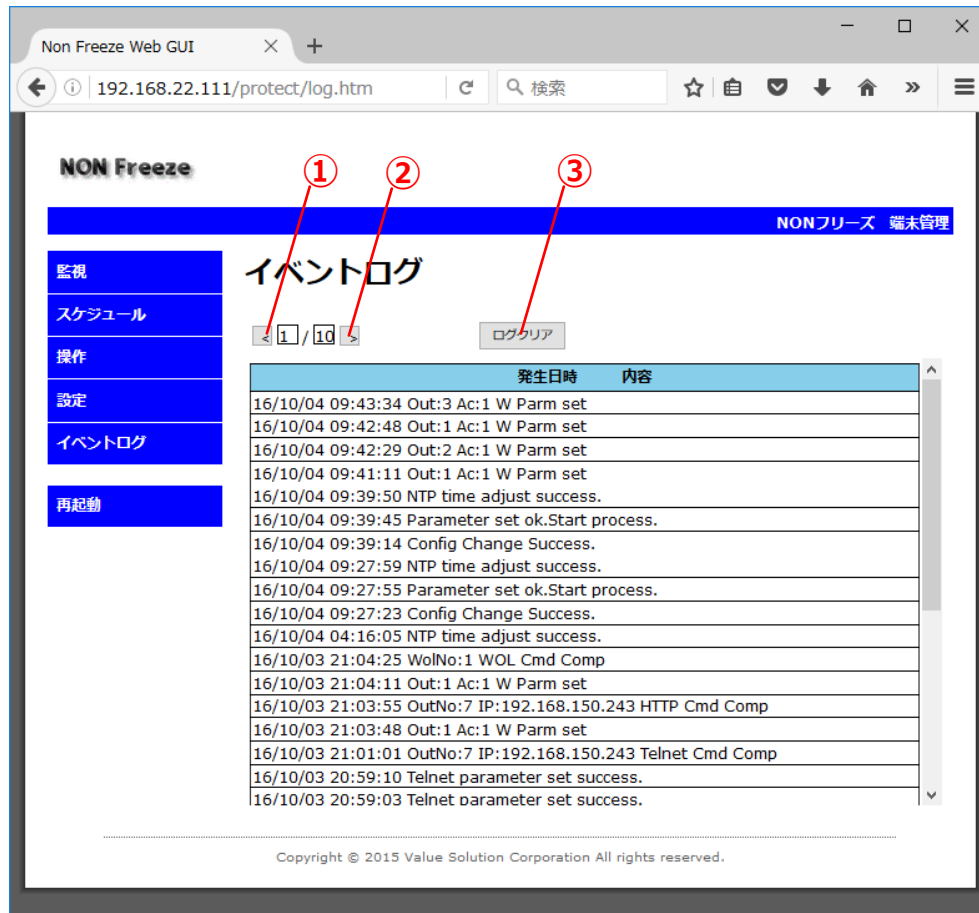 Non Freeze Web GUI
192.168.22.111/protect/log.htm 検索
NON Freeze
① ② ③
NONフリーズ 端末管理
監視
スケジュール
操作
設定
イベントログ
再起動
イベントログ
< 1 / 10 > ログクリア
発生日時 内容
16/10/04 09:43:34 Out:3 Ac:1 W Parm set
16/10/04 09:42:48 Out:1 Ac:1 W Parm set
16/10/04 09:42:29 Out:2 Ac:1 W Parm set
16/10/04 09:41:11 Out:1 Ac:1 W Parm set
16/10/04 09:39:50 NTP time adjust success.
16/10/04 09:39:45 Parameter set ok.Start process.
16/10/04 09:39:14 Config Change Success.
16/10/04 09:27:59 NTP time adjust success.
16/10/04 09:27:55 Parameter set ok.Start process.
16/10/04 09:27:23 Config Change Success.
16/10/04 04:16:05 NTP time adjust success.
16/10/03 21:04:25 WolNo:1 WOL Cmd Comp
16/10/03 21:04:11 Out:1 Ac:1 W Parm set
16/10/03 21:03:55 OutNo:7 IP:192.168.150.243 HTTP Cmd Comp
16/10/03 21:03:48 Out:1 Ac:1 W Parm set
16/10/03 21:01:01 OutNo:7 IP:192.168.150.243 Telnet Cmd Comp
16/10/03 20:59:10 Telnet parameter set success.
16/10/03 20:59:03 Telnet parameter set success.
Copyright © 2015 Value Solution Corporation All rights reserved.